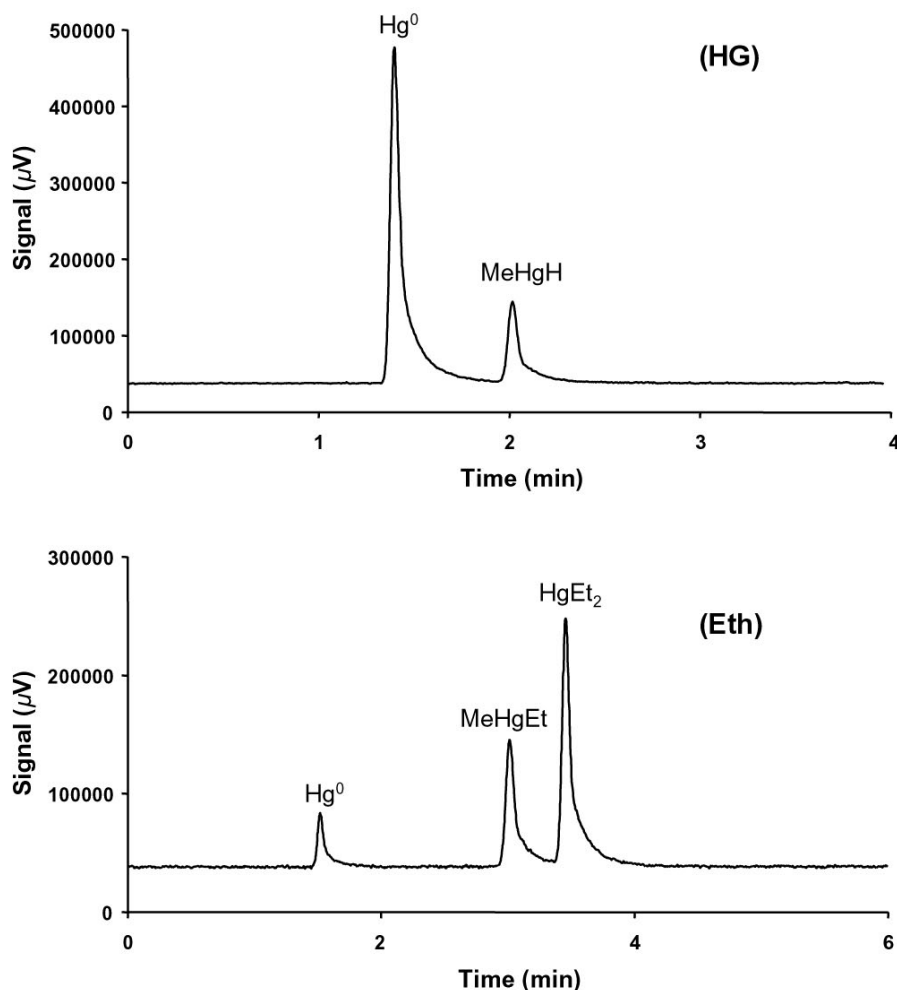 Hg⁰
500000
(HG)
400000
300000
Signal (µV)
MeHgH
200000
100000
0
0 1 2 3 4
Time (min)
300000
HgEt₂
(Eth)
200000
Signal (µV)
MeHgEt
100000
Hg⁰
0
0 2 4 6
Time (min)